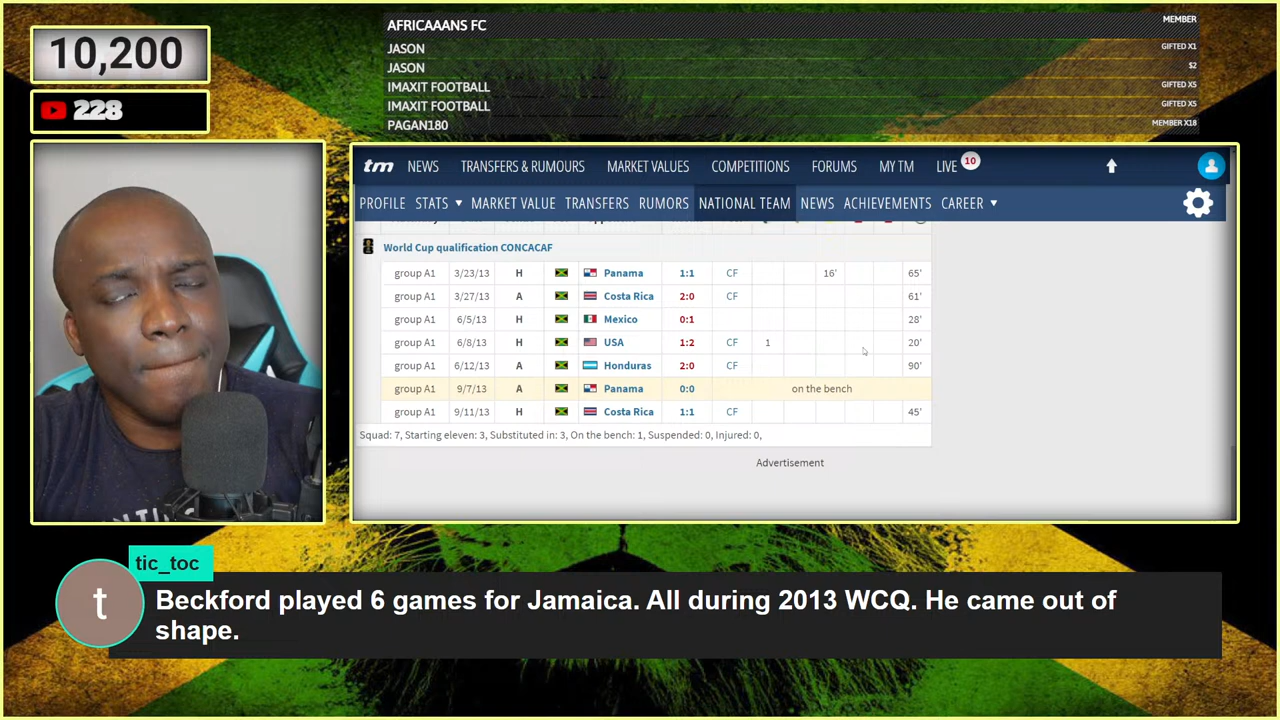 10,200
228
AFRICAAANS FC MEMBER
JASON GIFTED X1
JASON $2
IMAXIT FOOTBALL GIFTED X5
IMAXIT FOOTBALL GIFTED X5
PAGAN180 MEMBER X18
tm NEWS TRANSFERS & RUMOURS MARKET VALUES COMPETITIONS FORUMS MY TM LIVE 10
PROFILE STATS MARKET VALUE TRANSFERS RUMORS NATIONAL TEAM NEWS ACHIEVEMENTS CAREER
World Cup qualification CONCACAF
group A1 3/23/13 H Panama 1:1 CF 16' 65'
group A1 3/27/13 A Costa Rica 2:0 CF 61'
group A1 6/5/13 H Mexico 0:1 28'
group A1 6/8/13 H USA 1:2 CF 1 20'
group A1 6/12/13 A Honduras 2:0 CF 90'
group A1 9/7/13 A Panama 0:0 on the bench
group A1 9/11/13 H Costa Rica 1:1 CF 45'
Squad: 7, Starting eleven: 3, Substituted in: 3, On the bench: 1, Suspended: 0, Injured: 0,
Advertisement
tic_toc
t
Beckford played 6 games for Jamaica. All during 2013 WCQ. He came out of
shape.